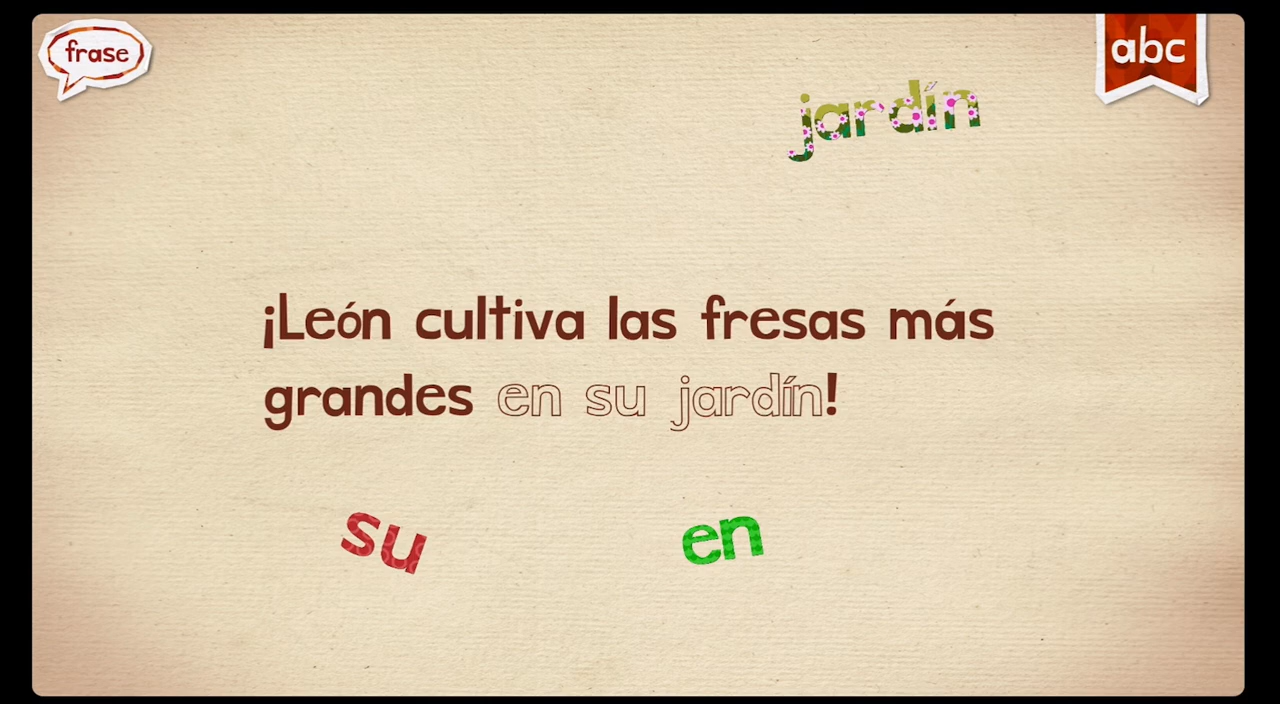 frase
abc
jardín
¡León cultiva las fresas más
grandes en su jardín!
su
en